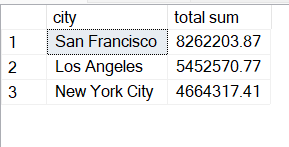 city total sum
1 San Francisco 8262203.87
2 Los Angeles 5452570.77
3 New York City 4664317.41